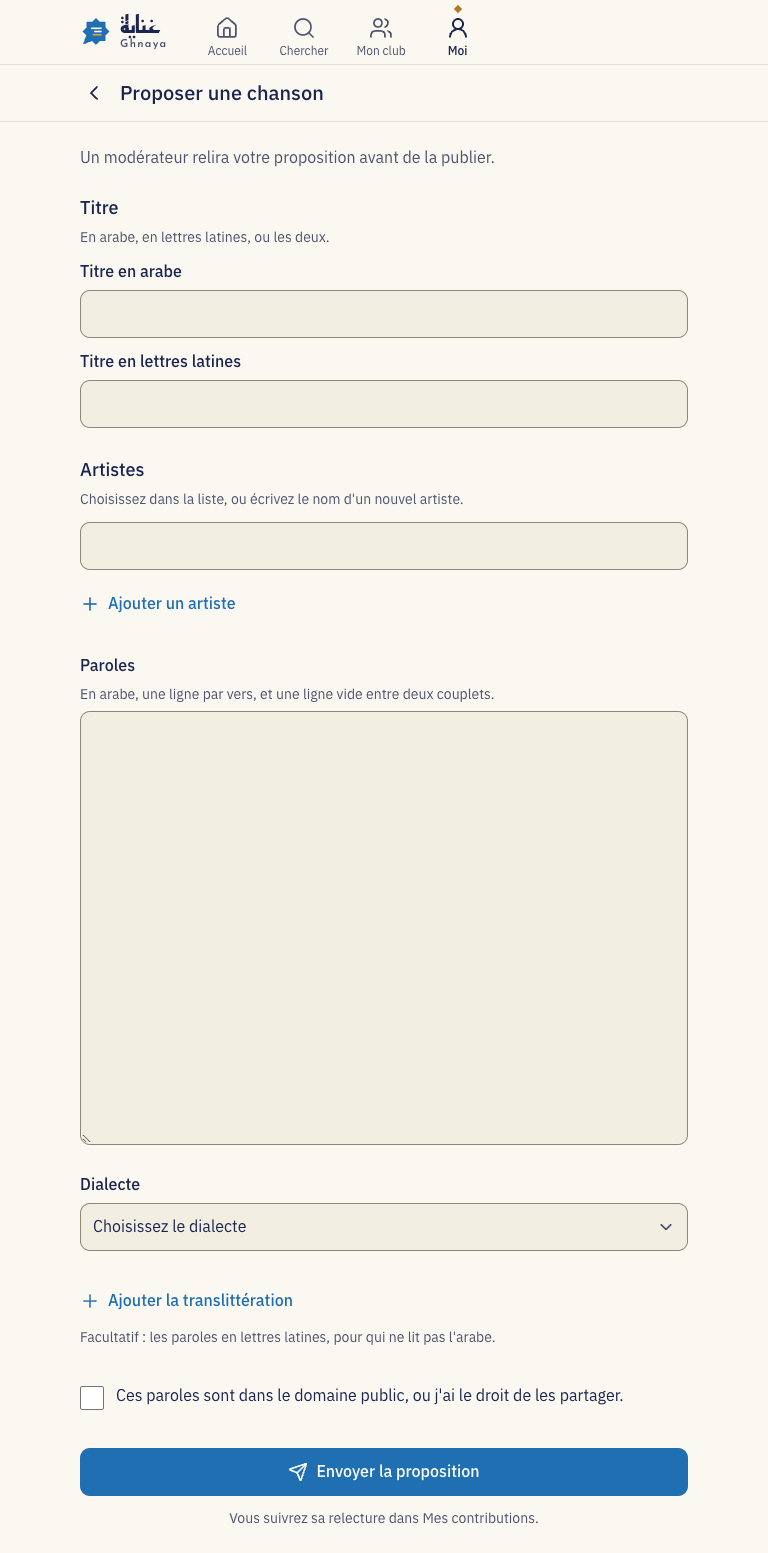 غناية
Ghnaya
Accueil
Chercher
Mon club
Moi
Proposer une chanson
Un modérateur relira votre proposition avant de la publier.
Titre
En arabe, en lettres latines, ou les deux.
Titre en arabe
Titre en lettres latines
Artistes
Choisissez dans la liste, ou écrivez le nom d'un nouvel artiste.
Ajouter un artiste
Paroles
En arabe, une ligne par vers, et une ligne vide entre deux couplets.
Dialecte
Choisissez le dialecte
Ajouter la translittération
Facultatif : les paroles en lettres latines, pour qui ne lit pas l'arabe.
Ces paroles sont dans le domaine public, ou j'ai le droit de les partager.
Envoyer la proposition
Vous suivrez sa relecture dans Mes contributions.